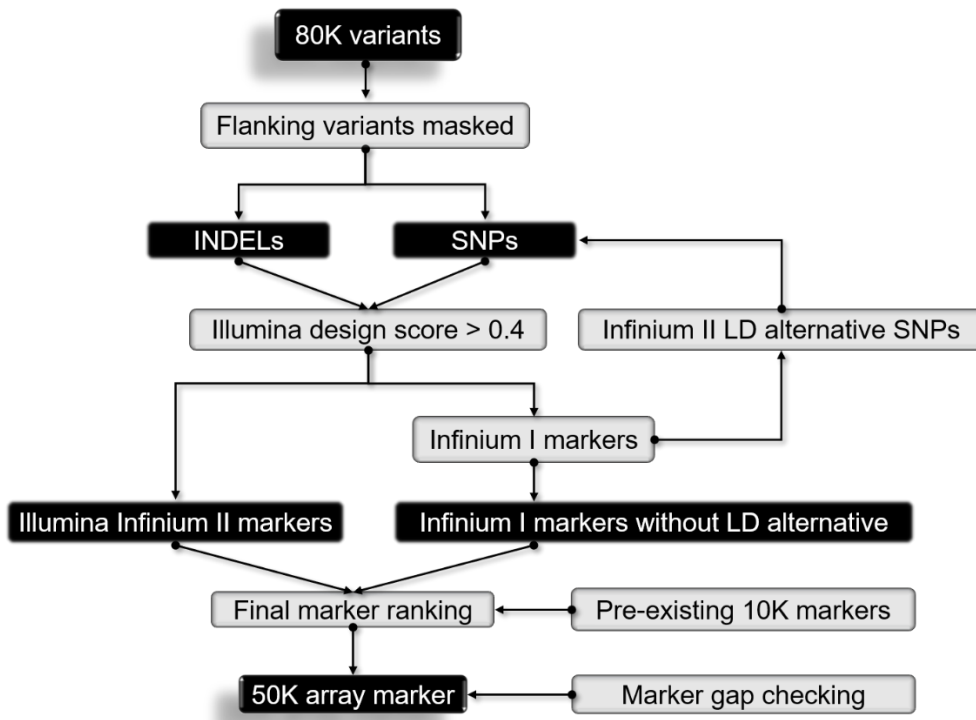 80K variants
Flanking variants masked
INDELs
SNPs
Illumina design score > 0.4
Infinium II LD alternative SNPs
Infinium I markers
Illumina Infinium II markers
Infinium I markers without LD alternative
Final marker ranking
Pre-existing 10K markers
50K array marker
Marker gap checking